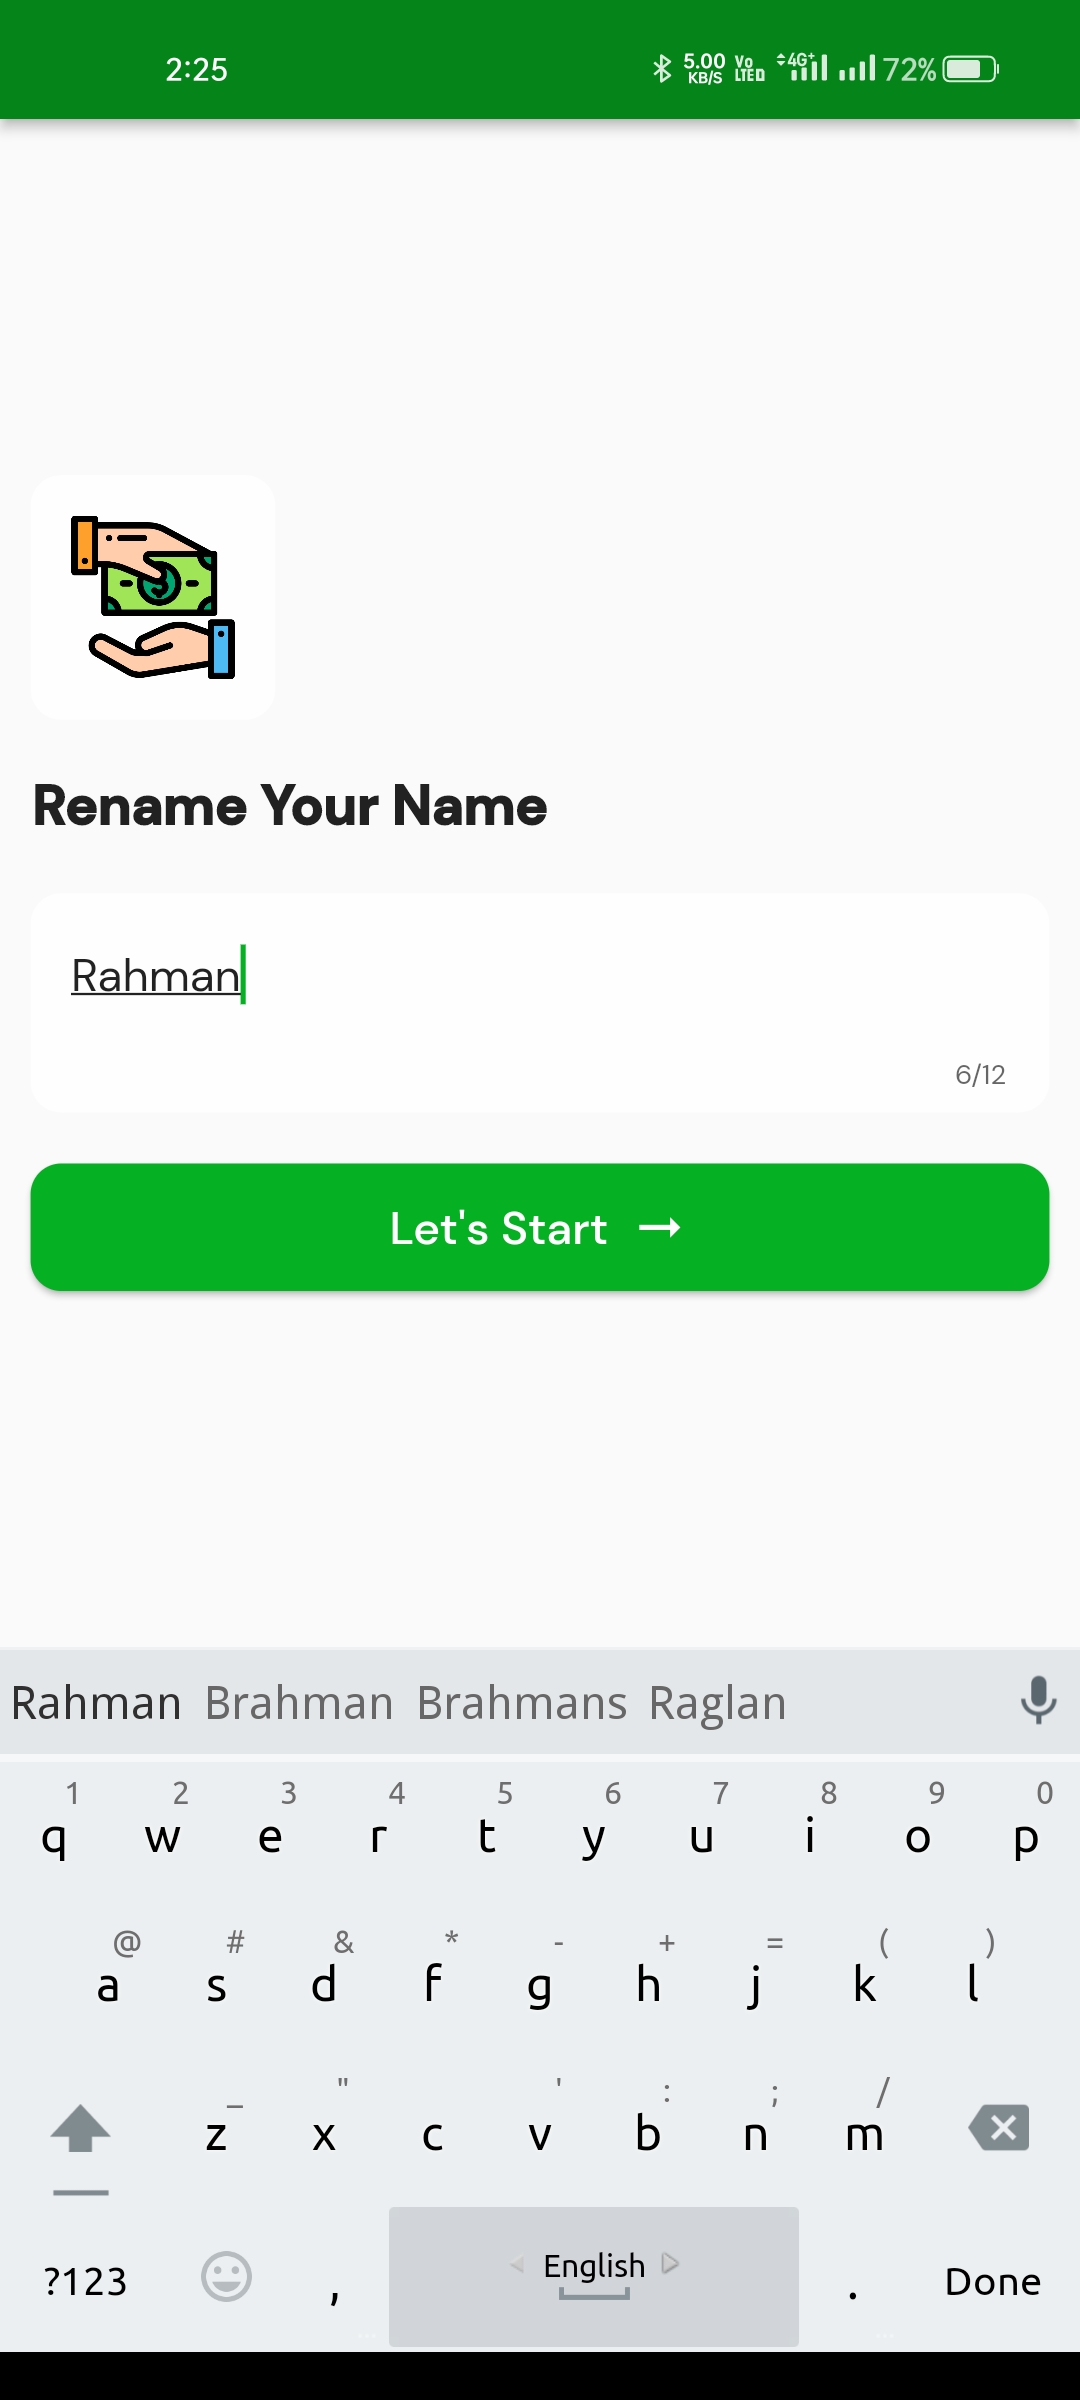 2:25 5.00 KB/S Vo LTE D 4G+ 72%
Rename Your Name
Rahman
6/12
Let's Start →
Rahman Brahman Brahmans Raglan
1 2 3 4 5 6 7 8 9 0
q w e r t y u i o p
@ # & * - + = ( )
a s d f g h j k l
_ " ' : ; /
z x c v b n m
?123 , English . Done